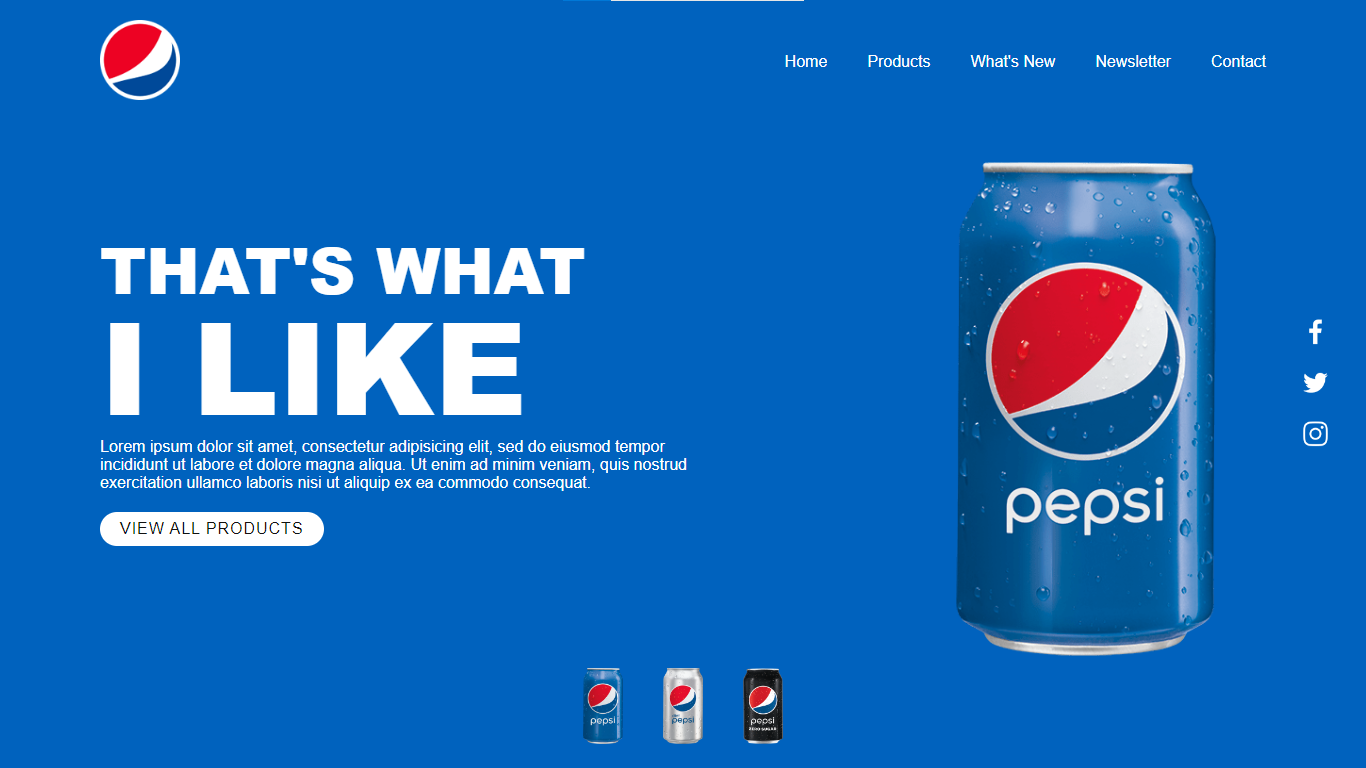 Home Products What's New Newsletter Contact
THAT'S WHAT
I LIKE
Lorem ipsum dolor sit amet, consectetur adipisicing elit, sed do eiusmod tempor
incididunt ut labore et dolore magna aliqua. Ut enim ad minim veniam, quis nostrud
exercitation ullamco laboris nisi ut aliquip ex ea commodo consequat.
VIEW ALL PRODUCTS
pepsi
pepsi
pepsi
pepsi
ZERO SUGAR